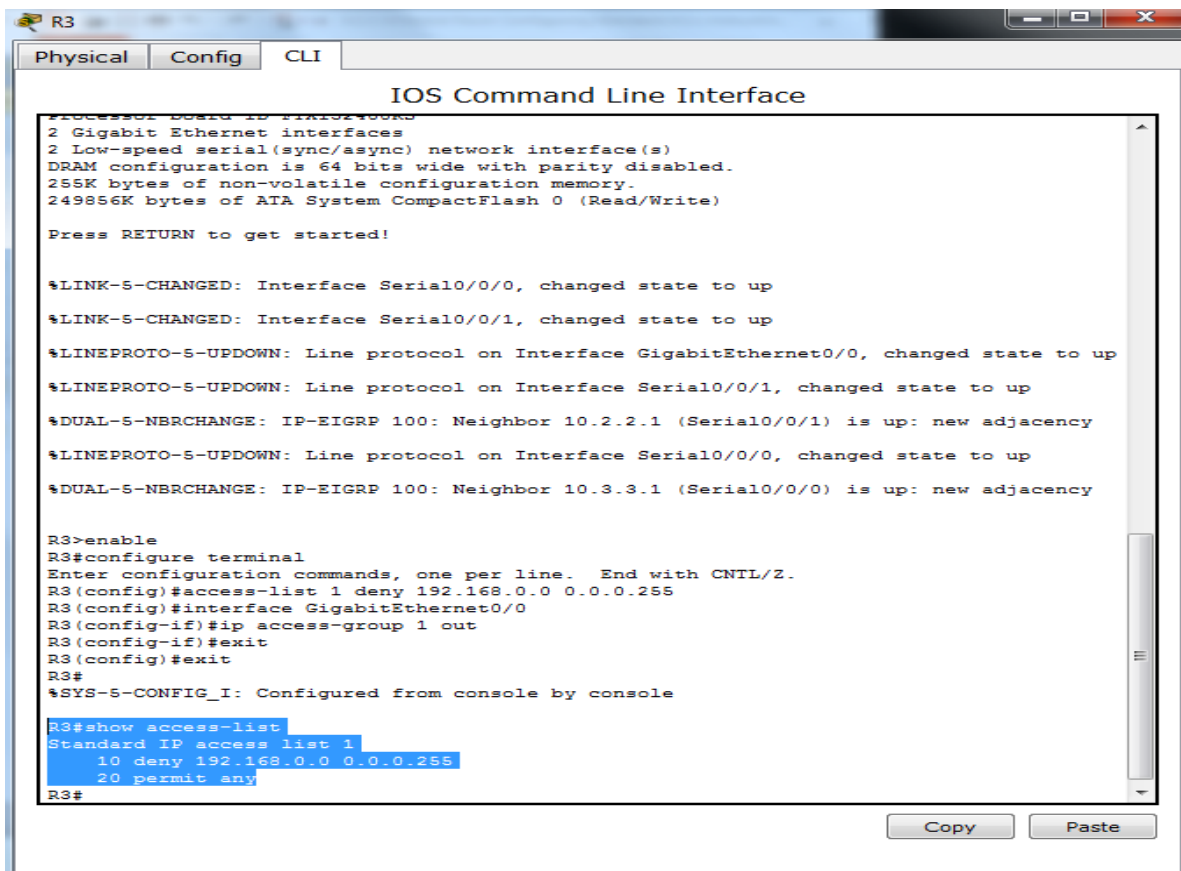 R3
Physical Config CLI
IOS Command Line Interface
Processor board ID
2 Gigabit Ethernet interfaces
2 Low-speed serial(sync/async) network interface(s)
DRAM configuration is 64 bits wide with parity disabled.
255K bytes of non-volatile configuration memory.
249856K bytes of ATA System CompactFlash 0 (Read/Write)
Press RETURN to get started!
%LINK-5-CHANGED: Interface Serial0/0/0, changed state to up
%LINK-5-CHANGED: Interface Serial0/0/1, changed state to up
%LINEPROTO-5-UPDOWN: Line protocol on Interface GigabitEthernet0/0, changed state to up
%LINEPROTO-5-UPDOWN: Line protocol on Interface Serial0/0/1, changed state to up
%DUAL-5-NBRCHANGE: IP-EIGRP 100: Neighbor 10.2.2.1 (Serial0/0/1) is up: new adjacency
%LINEPROTO-5-UPDOWN: Line protocol on Interface Serial0/0/0, changed state to up
%DUAL-5-NBRCHANGE: IP-EIGRP 100: Neighbor 10.3.3.1 (Serial0/0/0) is up: new adjacency
R3>enable
R3#configure terminal
Enter configuration commands, one per line.  End with CNTL/Z.
R3(config)#access-list 1 deny 192.168.0.0 0.0.0.255
R3(config)#interface GigabitEthernet0/0
R3(config-if)#ip access-group 1 out
R3(config-if)#exit
R3(config)#exit
R3#
%SYS-5-CONFIG_I: Configured from console by console
R3#show access-list
Standard IP access list 1
    10 deny 192.168.0.0 0.0.0.255
    20 permit any
R3#
Copy Paste